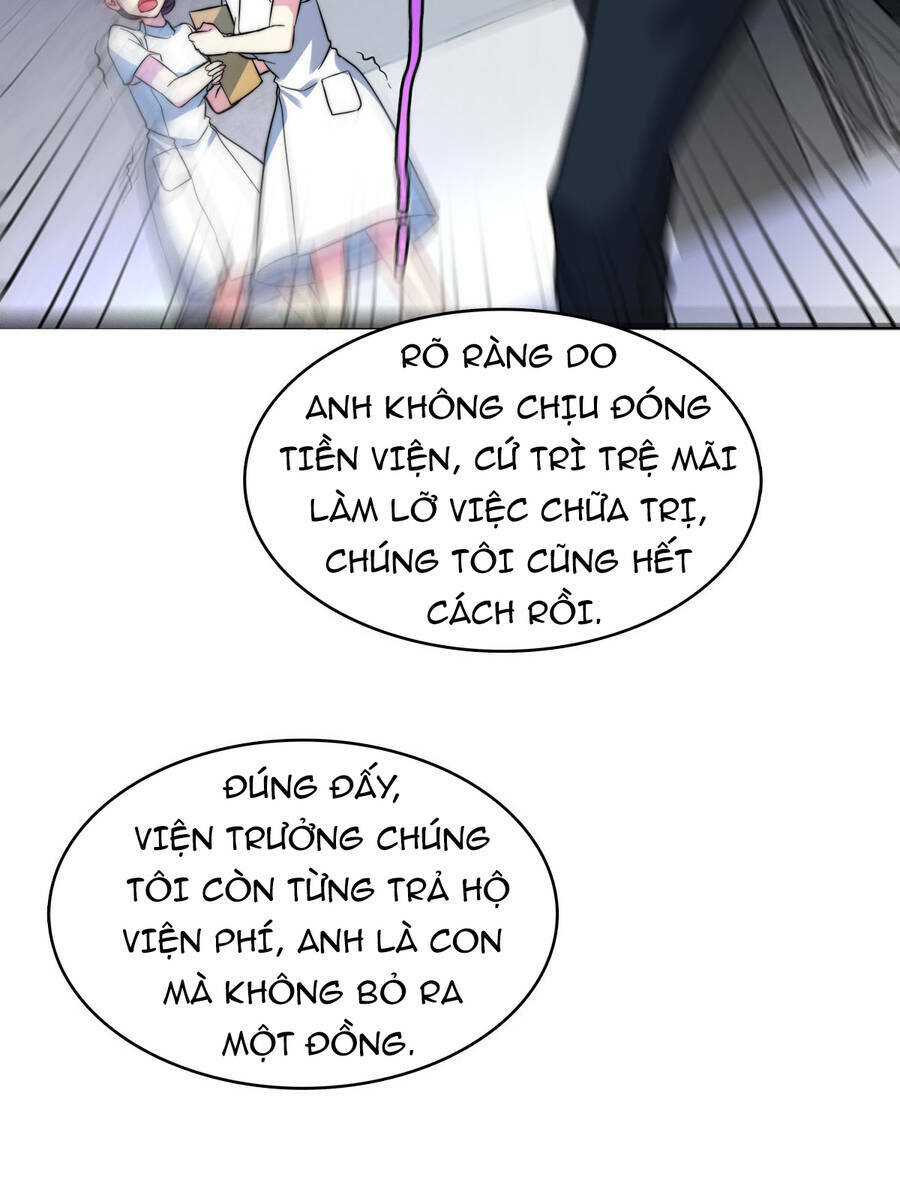 RÕ RÀNG DO
ANH KHÔNG CHỊU ĐÓNG
TIỀN VIỆN, CỨ TRÌ TRỆ MÃI
LÀM LỠ VIỆC CHỮA TRỊ,
CHÚNG TÔI CŨNG HẾT
CÁCH RỒI.
ĐÚNG ĐẤY,
VIỆN TRƯỞNG CHÚNG
TÔI CÒN TỪNG TRẢ HỘ
VIỆN PHÍ, ANH LÀ CON
MÀ KHÔNG BỎ RA
MỘT ĐỒNG.